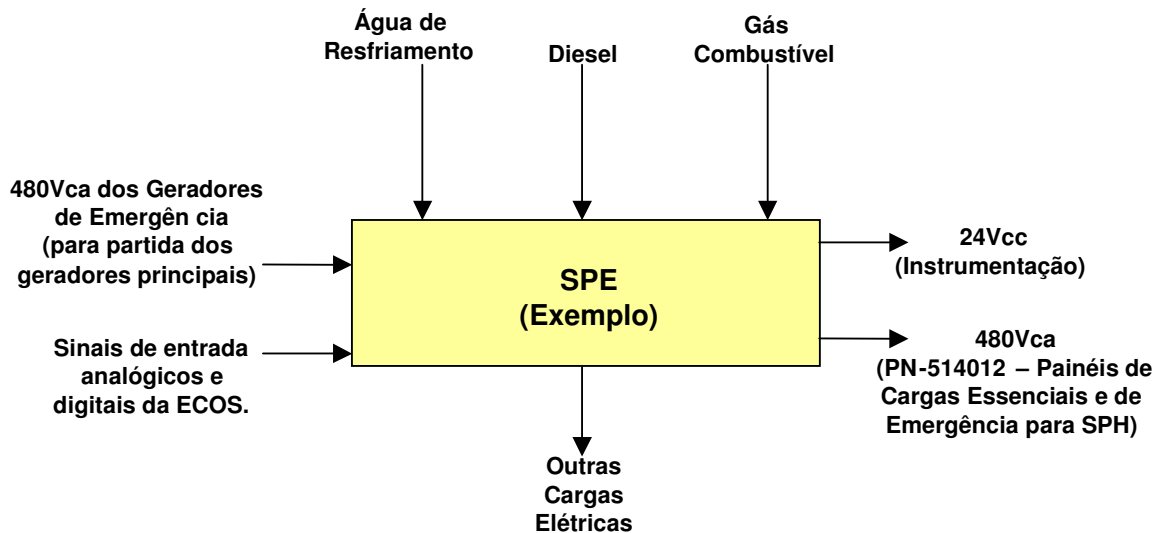 Água de
Resfriamento
Diesel
Gás
Combustível
480Vca dos Geradores
de Emergên cia
(para partida dos
geradores principais)
Sinais de entrada
analógicos e
digitais da ECOS.
SPE
(Exemplo)
24Vcc
(Instrumentação)
480Vca
(PN-514012 – Painéis de
Cargas Essenciais e de
Emergência para SPH)
Outras
Cargas
Elétricas